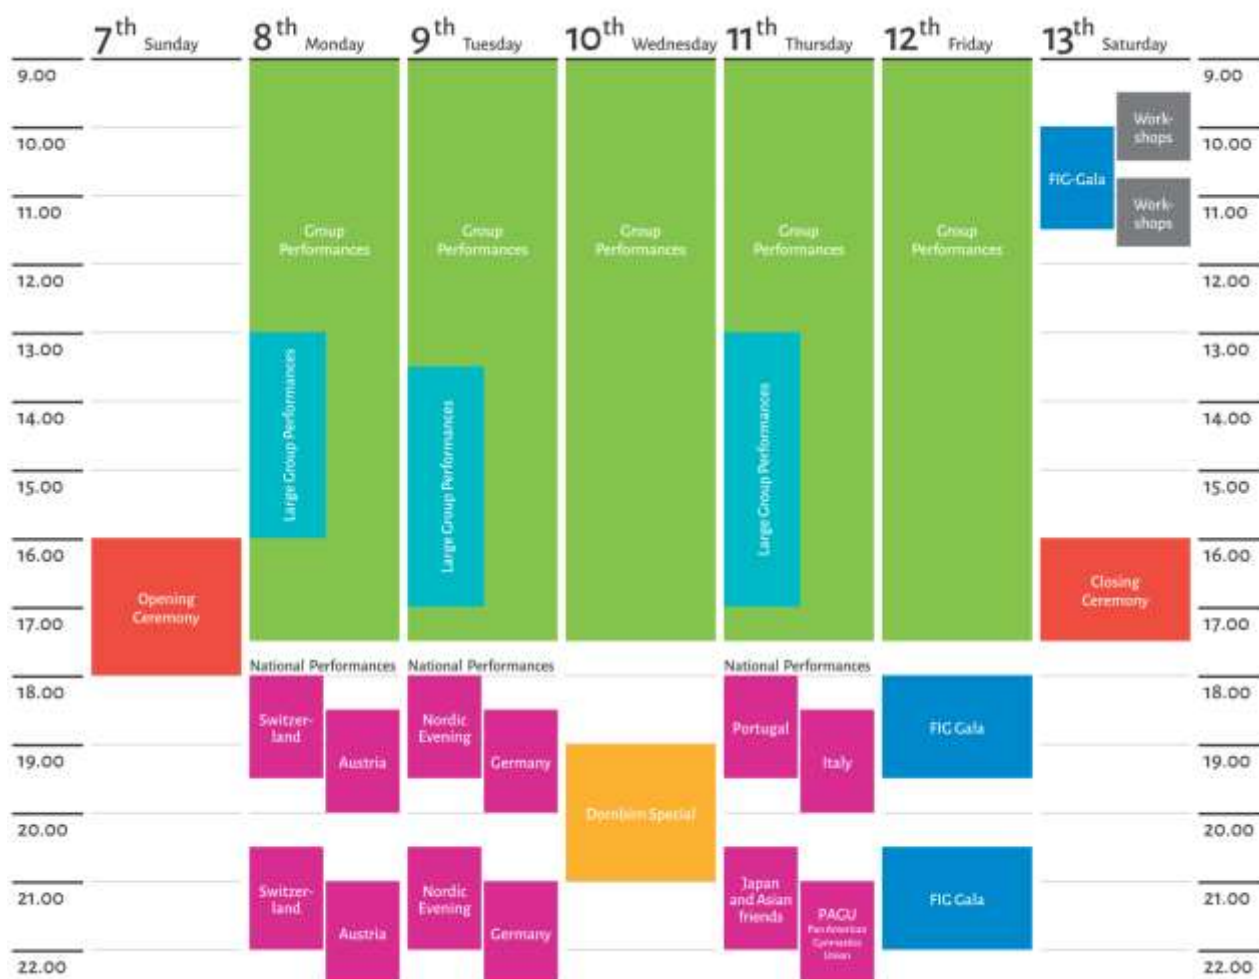 7th Sunday
8th Monday
9th Tuesday
10th Wednesday
11th Thursday
12th Friday
13th Saturday
9.00
9.00
Work-
shops
10.00
10.00
FIG-Gala
Work-
shops
11.00
11.00
Group
Performances
Group
Performances
Group
Performances
Group
Performances
Group
Performances
12.00
12.00
13.00
13.00
Large Group Performances
Large Group Performances
Large Group Performances
14.00
14.00
15.00
15.00
16.00
16.00
Opening
Ceremony
Closing
Ceremony
17.00
17.00
National Performances
National Performances
National Performances
18.00
18.00
Switzer-
land
Nordic
Evening
Portugal
FIG Gala
19.00
19.00
Austria
Germany
Italy
Dornbirn Special
20.00
20.00
Switzer-
land
Nordic
Evening
Japan
and Asian
friends
FIG Gala
21.00
21.00
Austria
Germany
PAGU
Pan American
Gymnastics
Union
22.00
22.00